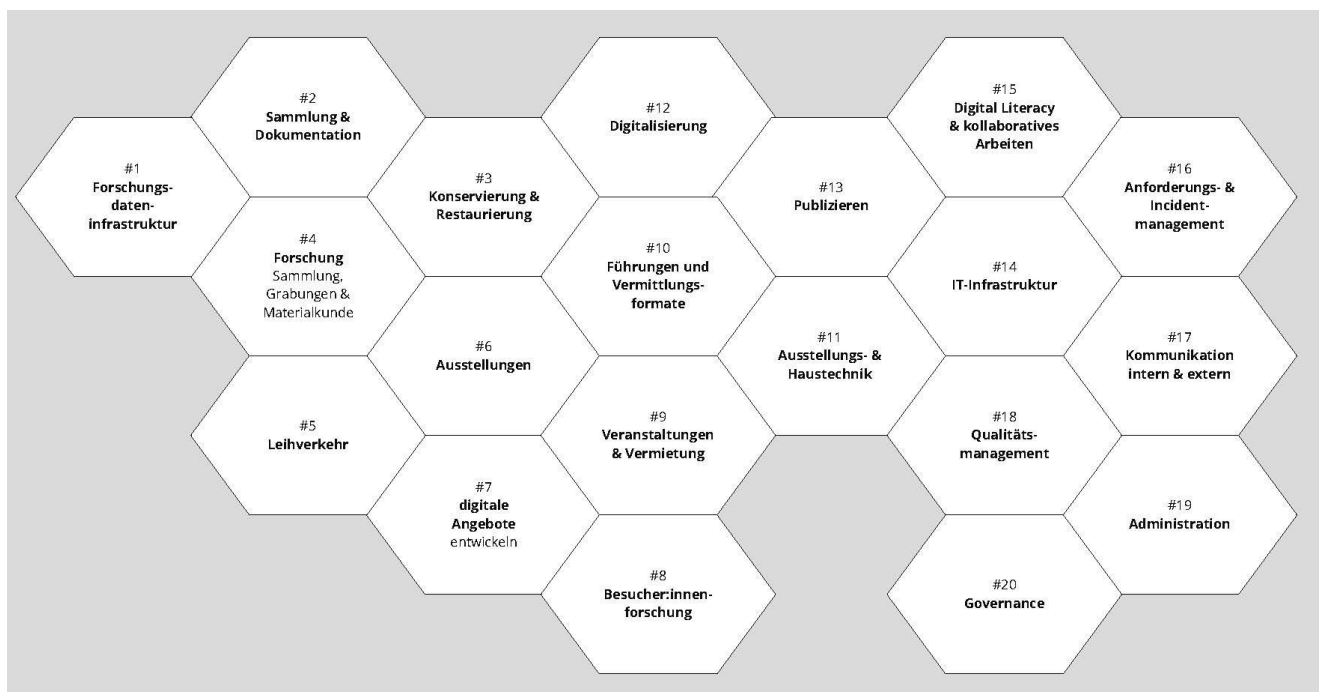 #1
Forschungs-
daten-
infrastruktur
#2
Sammlung &
Dokumentation
#3
Konservierung &
Restaurierung
#4
Forschung
Sammlung,
Grabungen &
Materialkunde
#5
Leihverkehr
#6
Ausstellungen
#7
digitale
Angebote
entwickeln
#8
Besucher:innen-
forschung
#9
Veranstaltungen
& Vermietung
#10
Führungen und
Vermittlungs-
formate
#11
Ausstellungs- &
Haustechnik
#12
Digitalisierung
#13
Publizieren
#14
IT-Infrastruktur
#15
Digital Literacy
& kollaboratives
Arbeiten
#16
Anforderungs- &
Incident-
management
#17
Kommunikation
intern & extern
#18
Qualitäts-
management
#19
Administration
#20
Governance